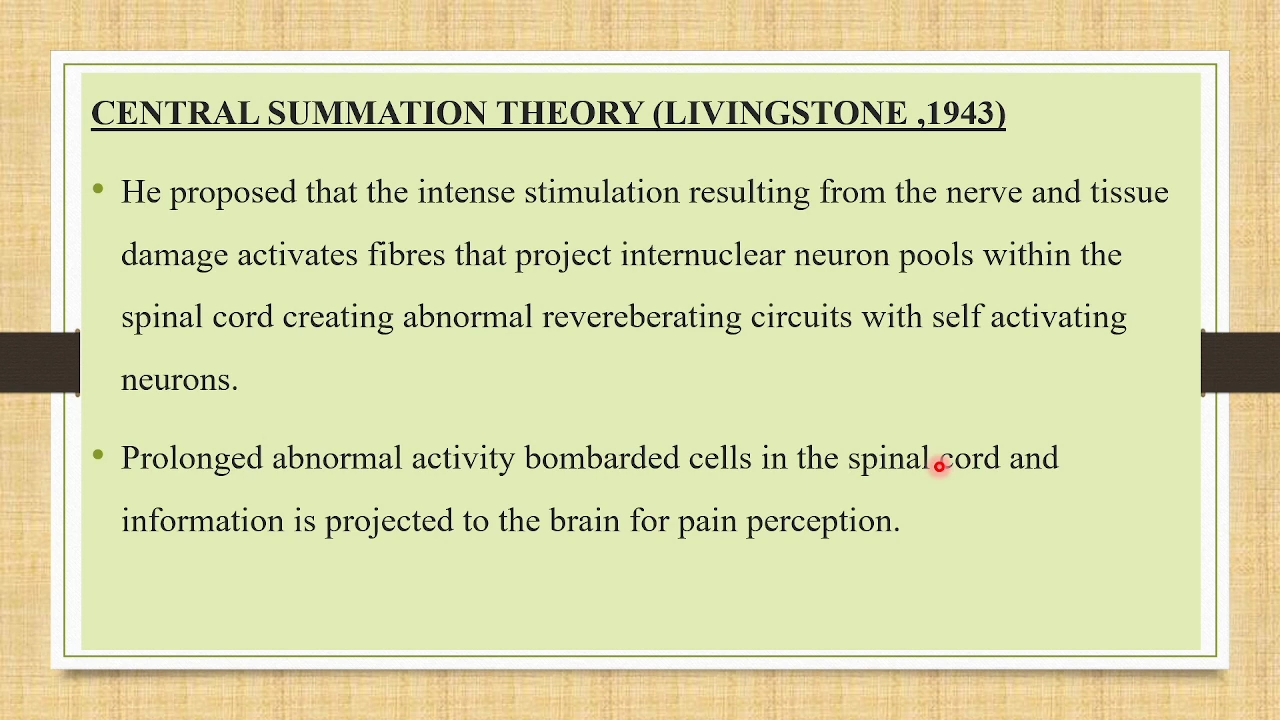 CENTRAL SUMMATION THEORY (LIVINGSTONE ,1943)
• He proposed that the intense stimulation resulting from the nerve and tissue
damage activates fibres that project internuclear neuron pools within the
spinal cord creating abnormal revereberating circuits with self activating
neurons.
• Prolonged abnormal activity bombarded cells in the spinal cord and
information is projected to the brain for pain perception.